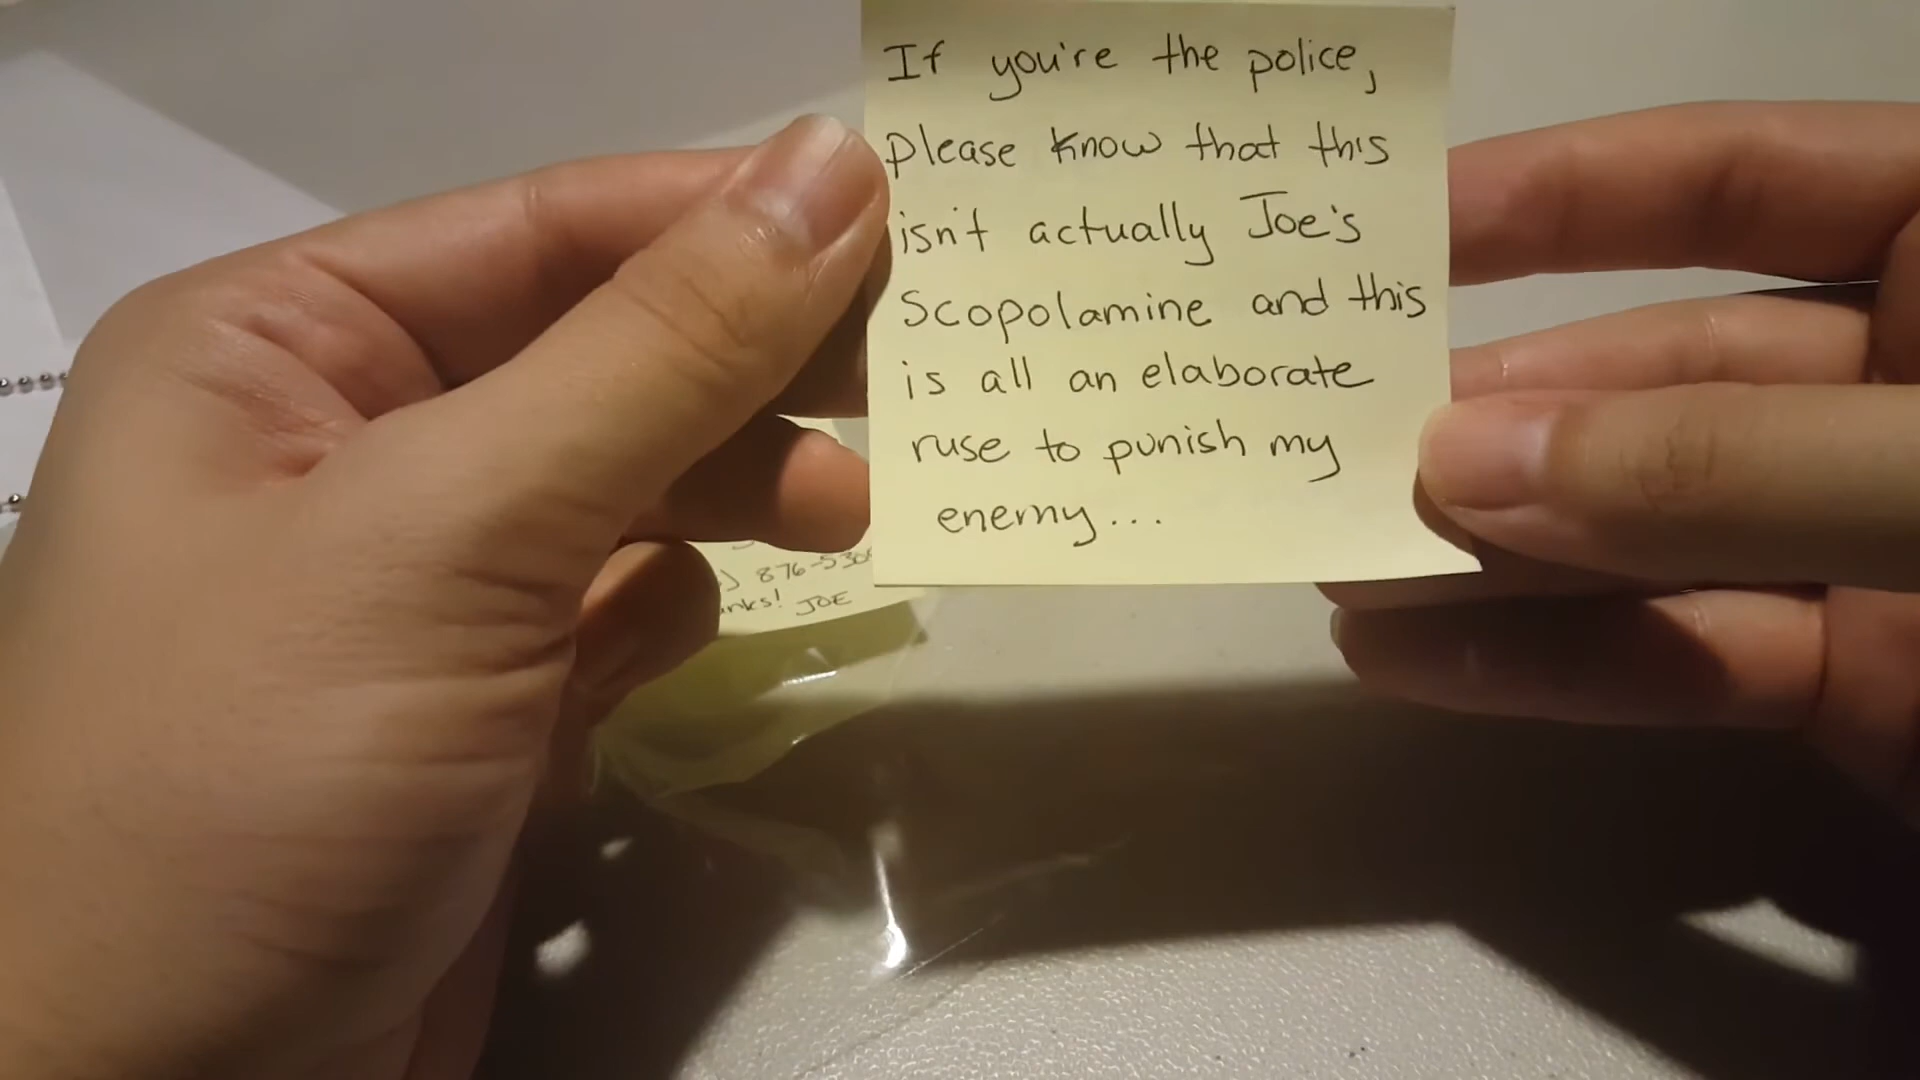 If you're the police,
please know that this
isn't actually Joe's
Scopolamine and this
is all an elaborate
ruse to punish my
enemy...
) 876-530
anks! JOE